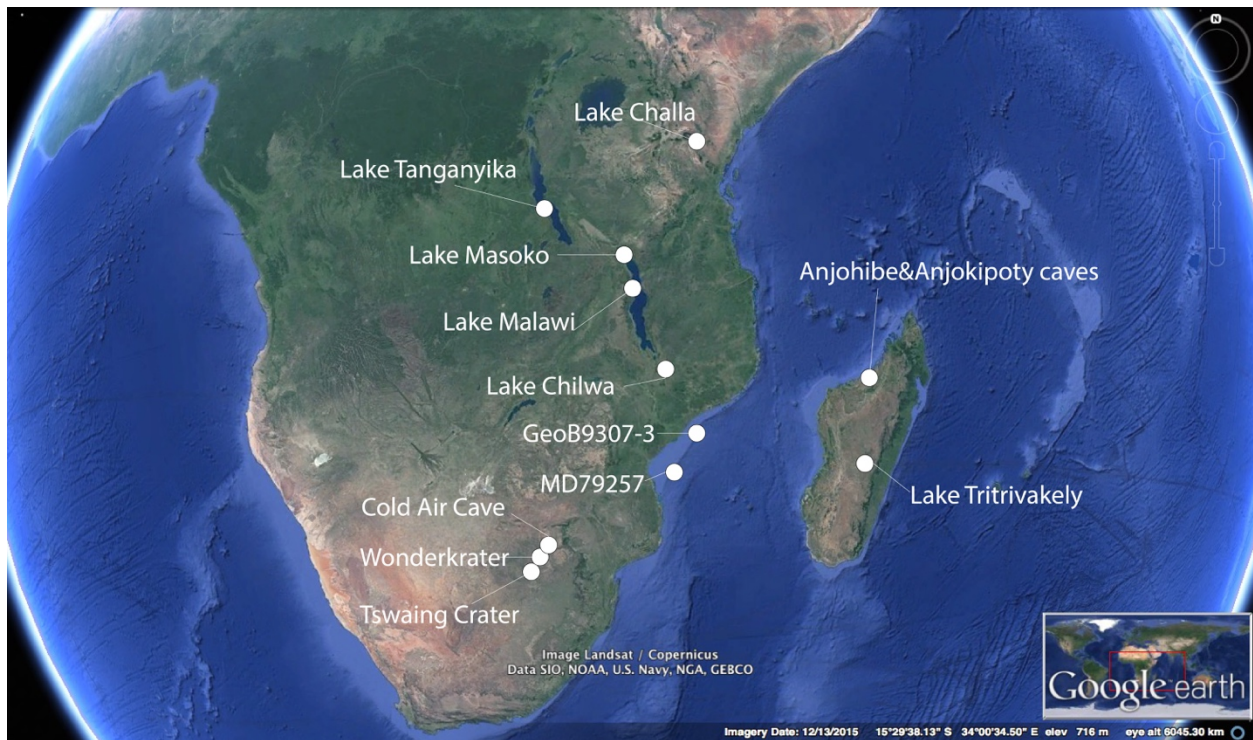 N
Lake Challa
Lake Tanganyika
Lake Masoko
Anjohibe&Anjokipoty caves
Lake Malawi
Lake Chilwa
GeoB9307-3
MD79257
Lake Tritrivakely
Cold Air Cave
Wonderkrater
Tswaing Crater
Image Landsat / Copernicus
Data SIO, NOAA, U.S. Navy, NGA, GEBCO
Google earth
Imagery Date: 12/13/2015 15°29'38.13" S 34°00'34.50" E elev 716 m eye alt 6045.30 km